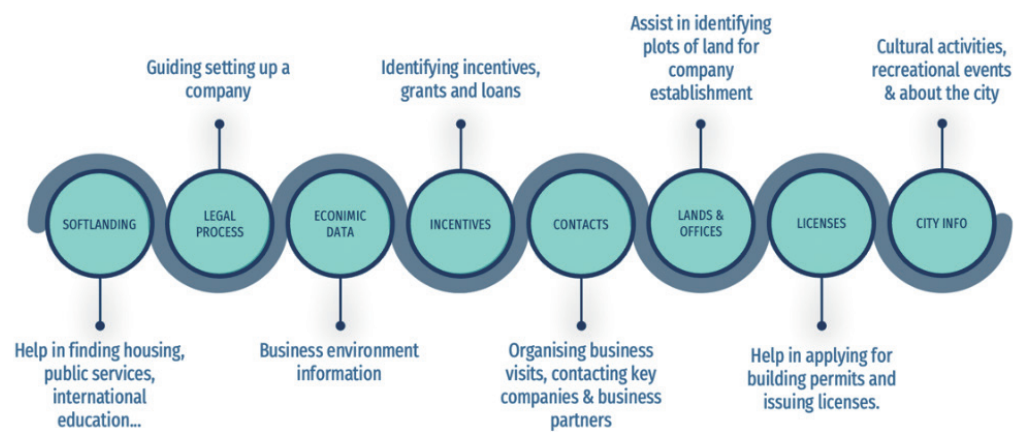 Guiding setting up a
company
Identifying incentives,
grants and loans
Assist in identifying
plots of land for
company
establishment
Cultural activities,
recreational events
& about the city
SOFTLANDING
LEGAL
PROCESS
ECONIMIC
DATA
INCENTIVES
CONTACTS
LANDS &
OFFICES
LICENSES
CITY INFO
Help in finding housing,
public services,
international
education...
Business environment
information
Organising business
visits, contacting key
companies & business
partners
Help in applying for
building permits and
issuing licenses.